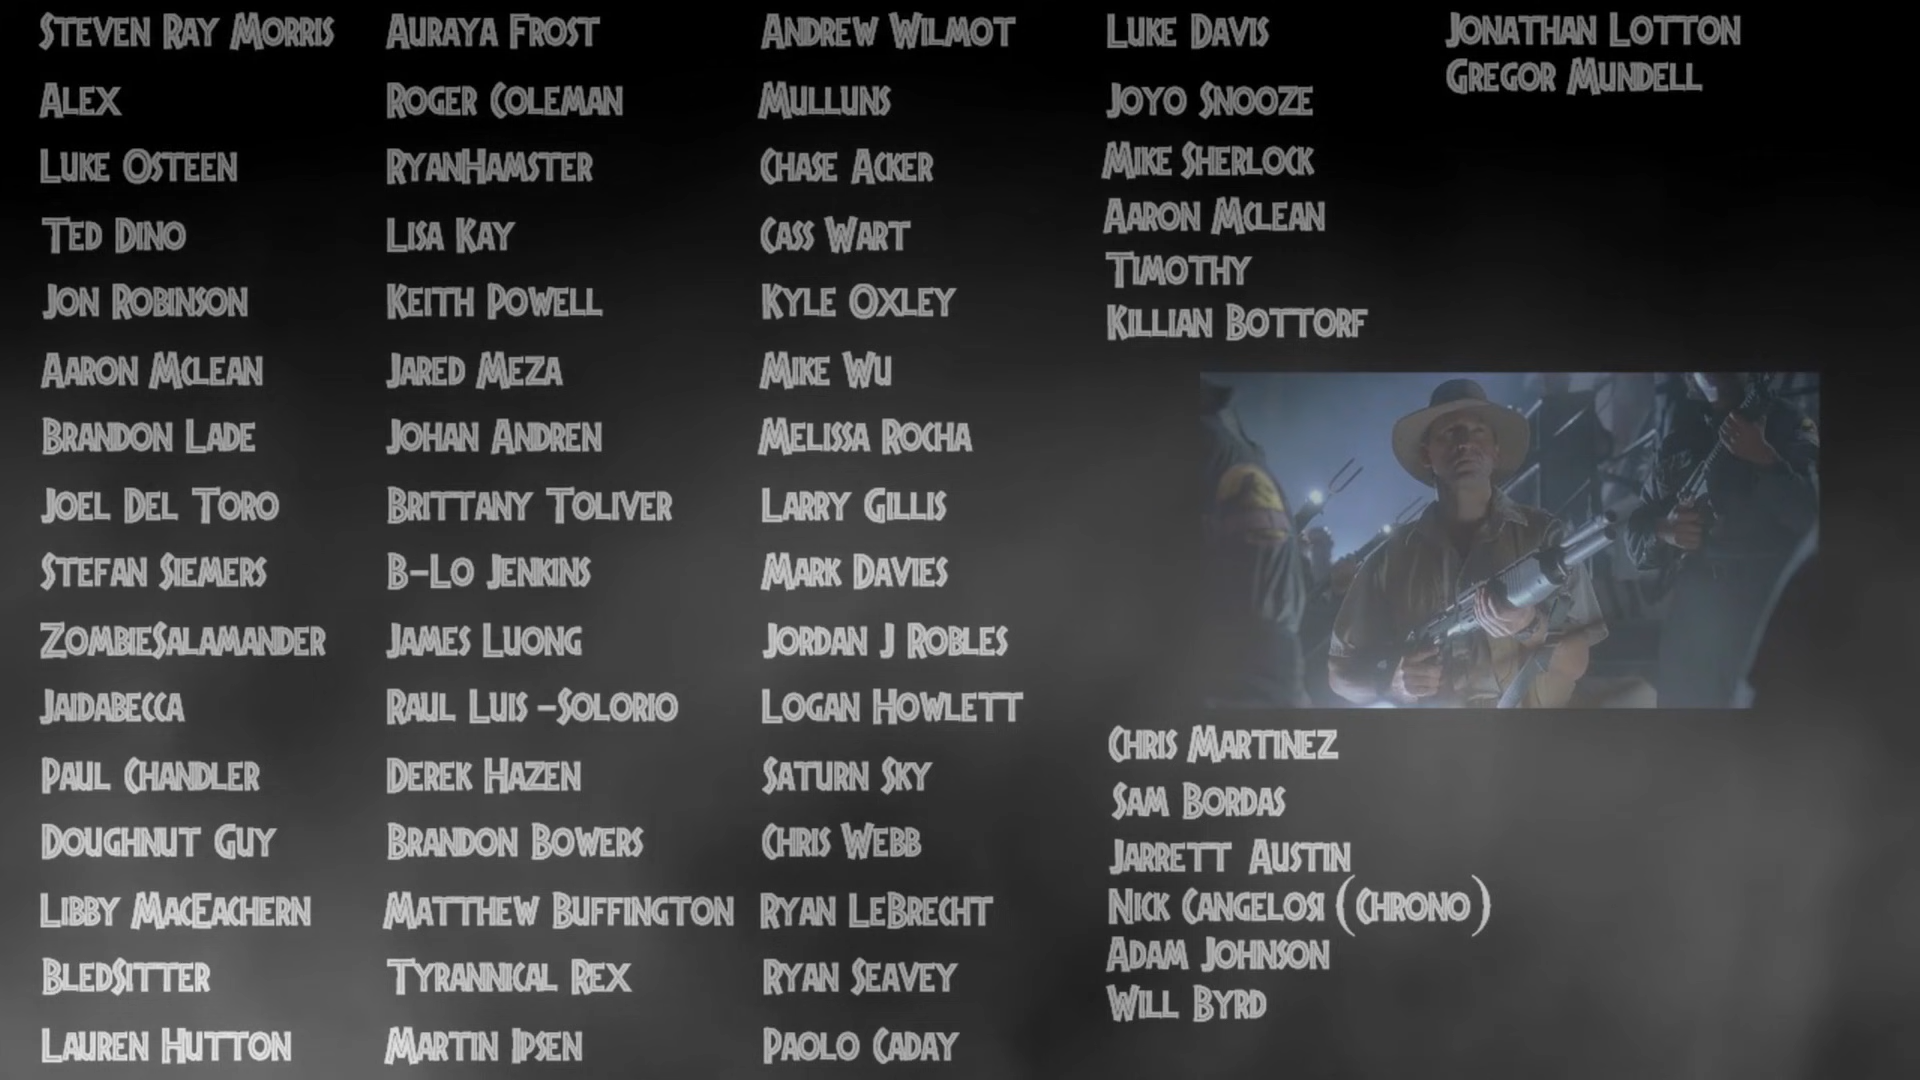 Steven Ray Morris
Alex
Luke Osteen
Ted Dino
Jon Robinson
Aaron McLean
Brandon Lade
Joel Del Toro
Stefan Siemers
ZombieSalamander
Jaidabecca
Paul Chandler
Doughnut Guy
Libby MacEachern
BledSitter
Lauren Hutton
Auraya Frost
Roger Coleman
RyanHamster
Lisa Kay
Keith Powell
Jared Meza
Johan Andren
Brittany Toliver
B-Lo Jenkins
James Luong
Raul Luis -Solorio
Derek Hazen
Brandon Bowers
Matthew Buffington
Tyrannical Rex
Martin Ipsen
Andrew Wilmot
Mulluns
Chase Acker
Cass Wart
Kyle Oxley
Mike Wu
Melissa Rocha
Larry Gillis
Mark Davies
Jordan J Robles
Logan Howlett
Saturn Sky
Chris Webb
Ryan LeBrecht
Ryan Seavey
Paolo Caday
Luke Davis
Joyo Snooze
Mike Sherlock
Aaron McLean
Timothy
Killian Bottorf
Chris Martinez
Sam Bordas
Jarrett Austin
Nick Cangelosi (Chrono)
Adam Johnson
Will Byrd
Jonathan Lotton
Gregor Mundell